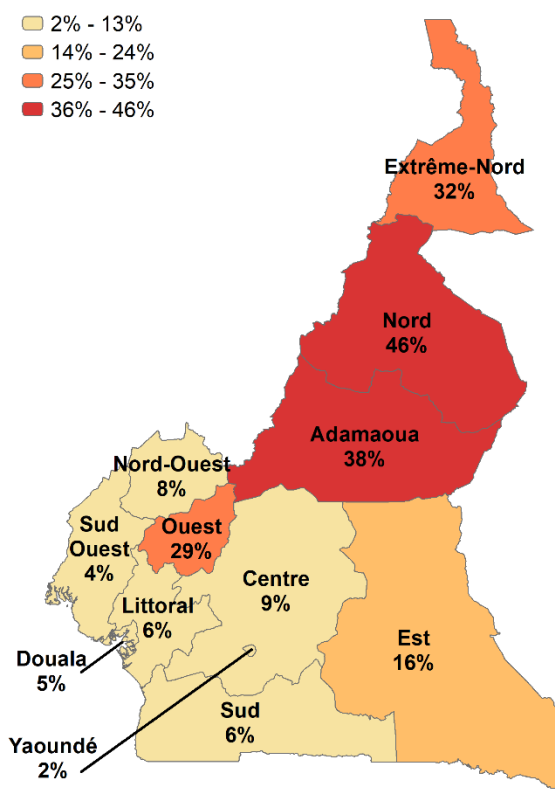 2% - 13%
14% - 24%
25% - 35%
36% - 46%
Extrême-Nord
32%
Nord
46%
Adamaoua
38%
Nord-Ouest
8%
Ouest
29%
Sud
Ouest
4%
Centre
9%
Littoral
6%
Est
16%
Douala
5%
Sud
6%
Yaoundé
2%